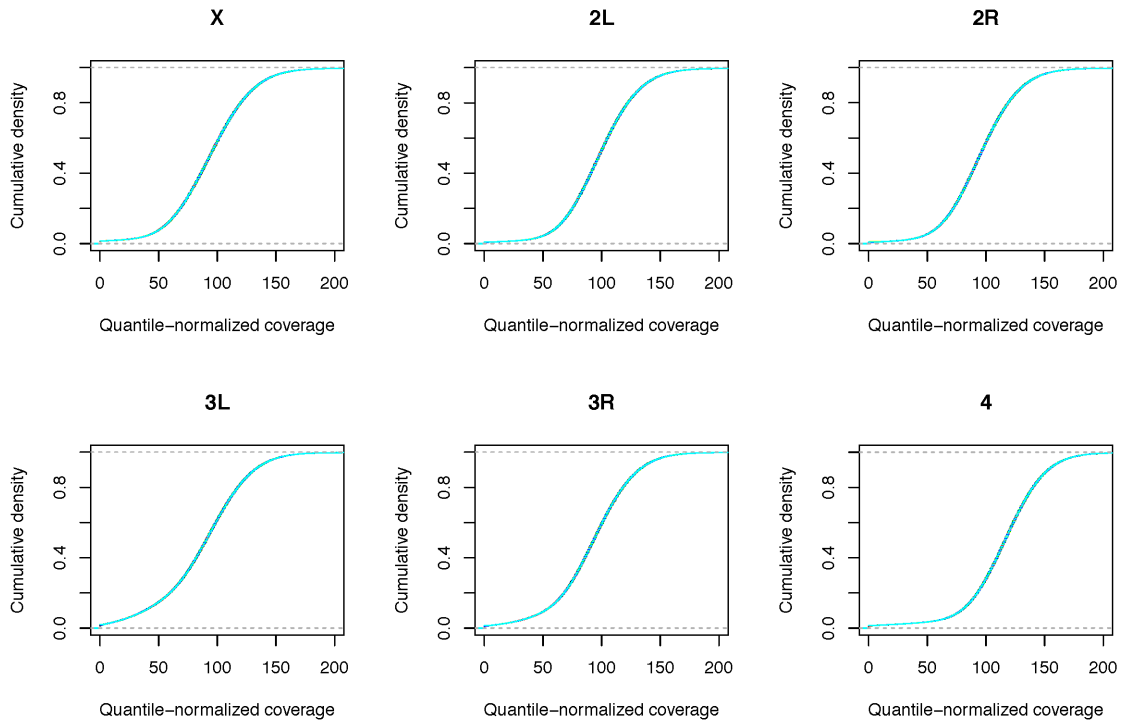 X
Cumulative density
0.0 0.4 0.8
0 50 100 150 200
Quantile−normalized coverage
2L
Cumulative density
0.0 0.4 0.8
0 50 100 150 200
Quantile−normalized coverage
2R
Cumulative density
0.0 0.4 0.8
0 50 100 150 200
Quantile−normalized coverage
3L
Cumulative density
0.0 0.4 0.8
0 50 100 150 200
Quantile−normalized coverage
3R
Cumulative density
0.0 0.4 0.8
0 50 100 150 200
Quantile−normalized coverage
4
Cumulative density
0.0 0.4 0.8
0 50 100 150 200
Quantile−normalized coverage